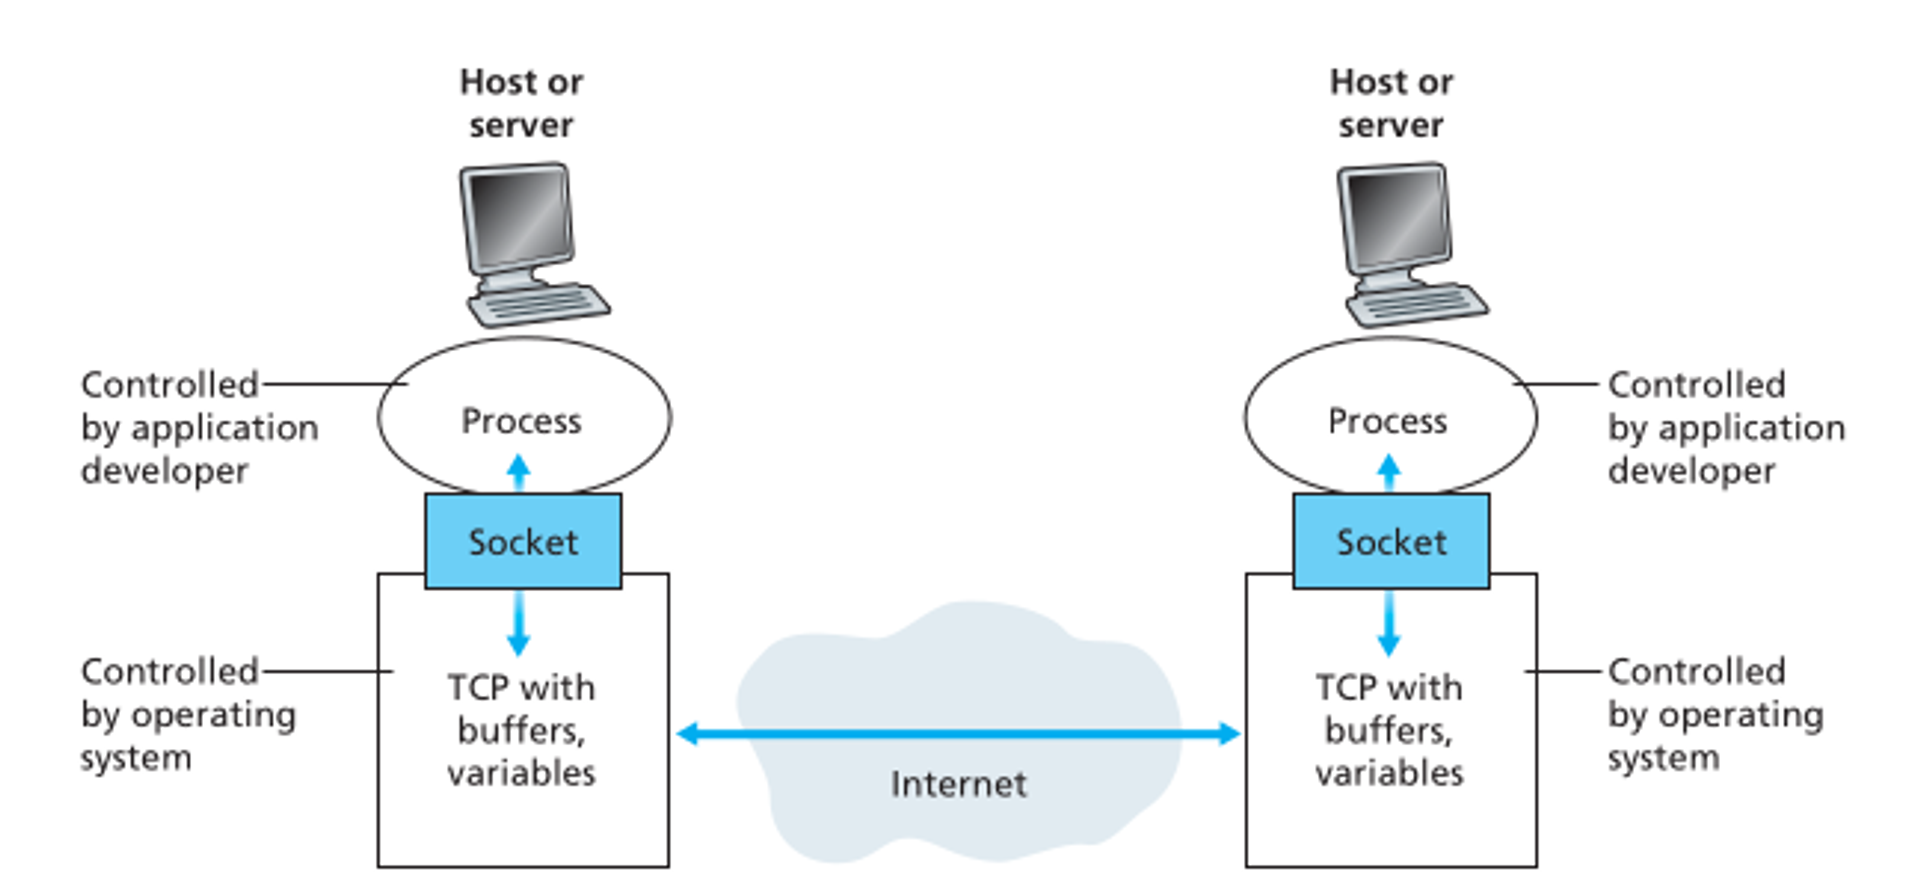 Host or
server
Host or
server
Controlled
by application
developer
Process
Process
Controlled
by application
developer
Socket
Socket
Controlled
by operating
system
TCP with
buffers,
variables
Internet
TCP with
buffers,
variables
Controlled
by operating
system